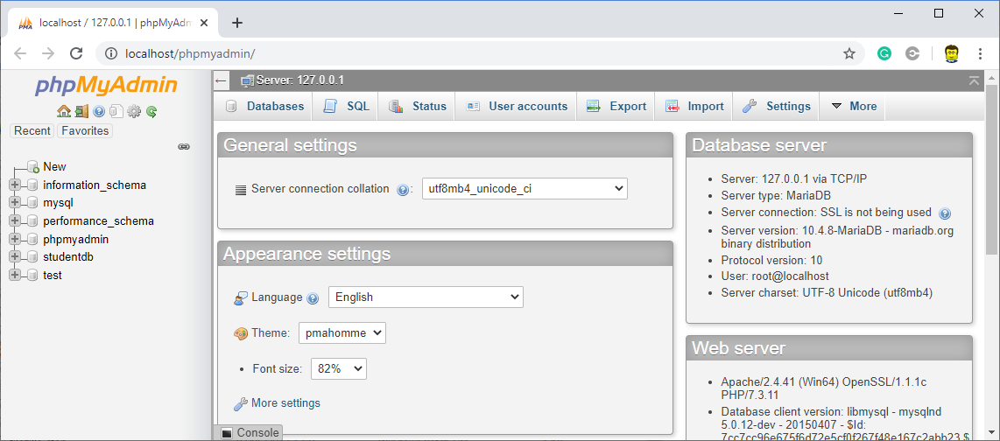 localhost / 127.0.0.1 | phpMyAdm
localhost/phpmyadmin/
phpMyAdmin
Recent Favorites
New
information_schema
mysql
performance_schema
phpmyadmin
studentdb
test
Server: 127.0.0.1
Databases SQL Status User accounts Export Import Settings More
General settings
Server connection collation : utf8mb4_unicode_ci
Appearance settings
Language English
Theme: pmahomme
Font size: 82%
More settings
Console
Database server
Server: 127.0.0.1 via TCP/IP
Server type: MariaDB
Server connection: SSL is not being used
Server version: 10.4.8-MariaDB - mariadb.org
binary distribution
Protocol version: 10
User: root@localhost
Server charset: UTF-8 Unicode (utf8mb4)
Web server
Apache/2.4.41 (Win64) OpenSSL/1.1.1c
PHP/7.3.11
Database client version: libmysql - mysqlnd
5.0.12-dev - 20150407 - $Id:
7cc7cc96e675f6d72e5cf0f267f48e167c2abb23 $